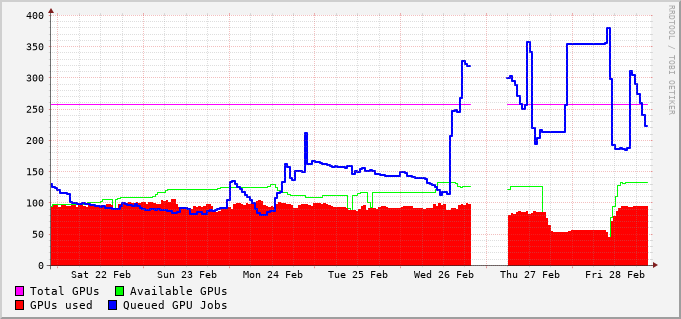 400
350
300
250
200
150
100
50
0
Sat 22 Feb Sun 23 Feb Mon 24 Feb Tue 25 Feb Wed 26 Feb Thu 27 Feb Fri 28 Feb
Total GPUs Available GPUs
GPUs used Queued GPU Jobs
RRDTOOL / TOBI OETIKER